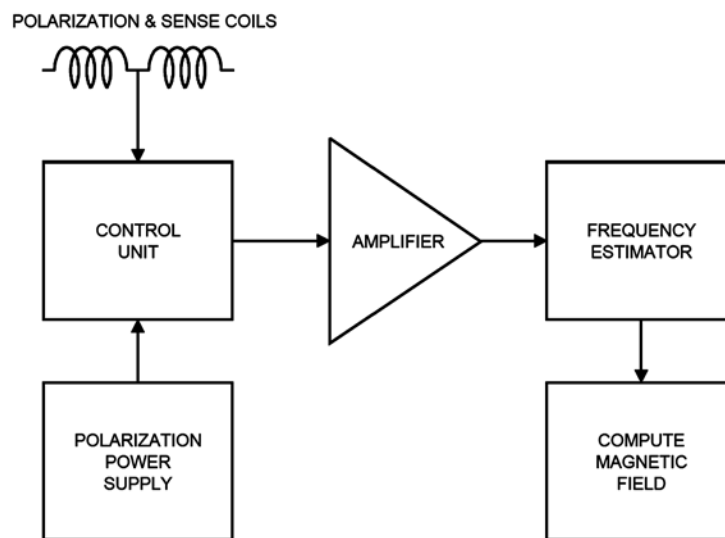 POLARIZATION & SENSE COILS
CONTROL
UNIT
AMPLIFIER
FREQUENCY
ESTIMATOR
POLARIZATION
POWER
SUPPLY
COMPUTE
MAGNETIC
FIELD